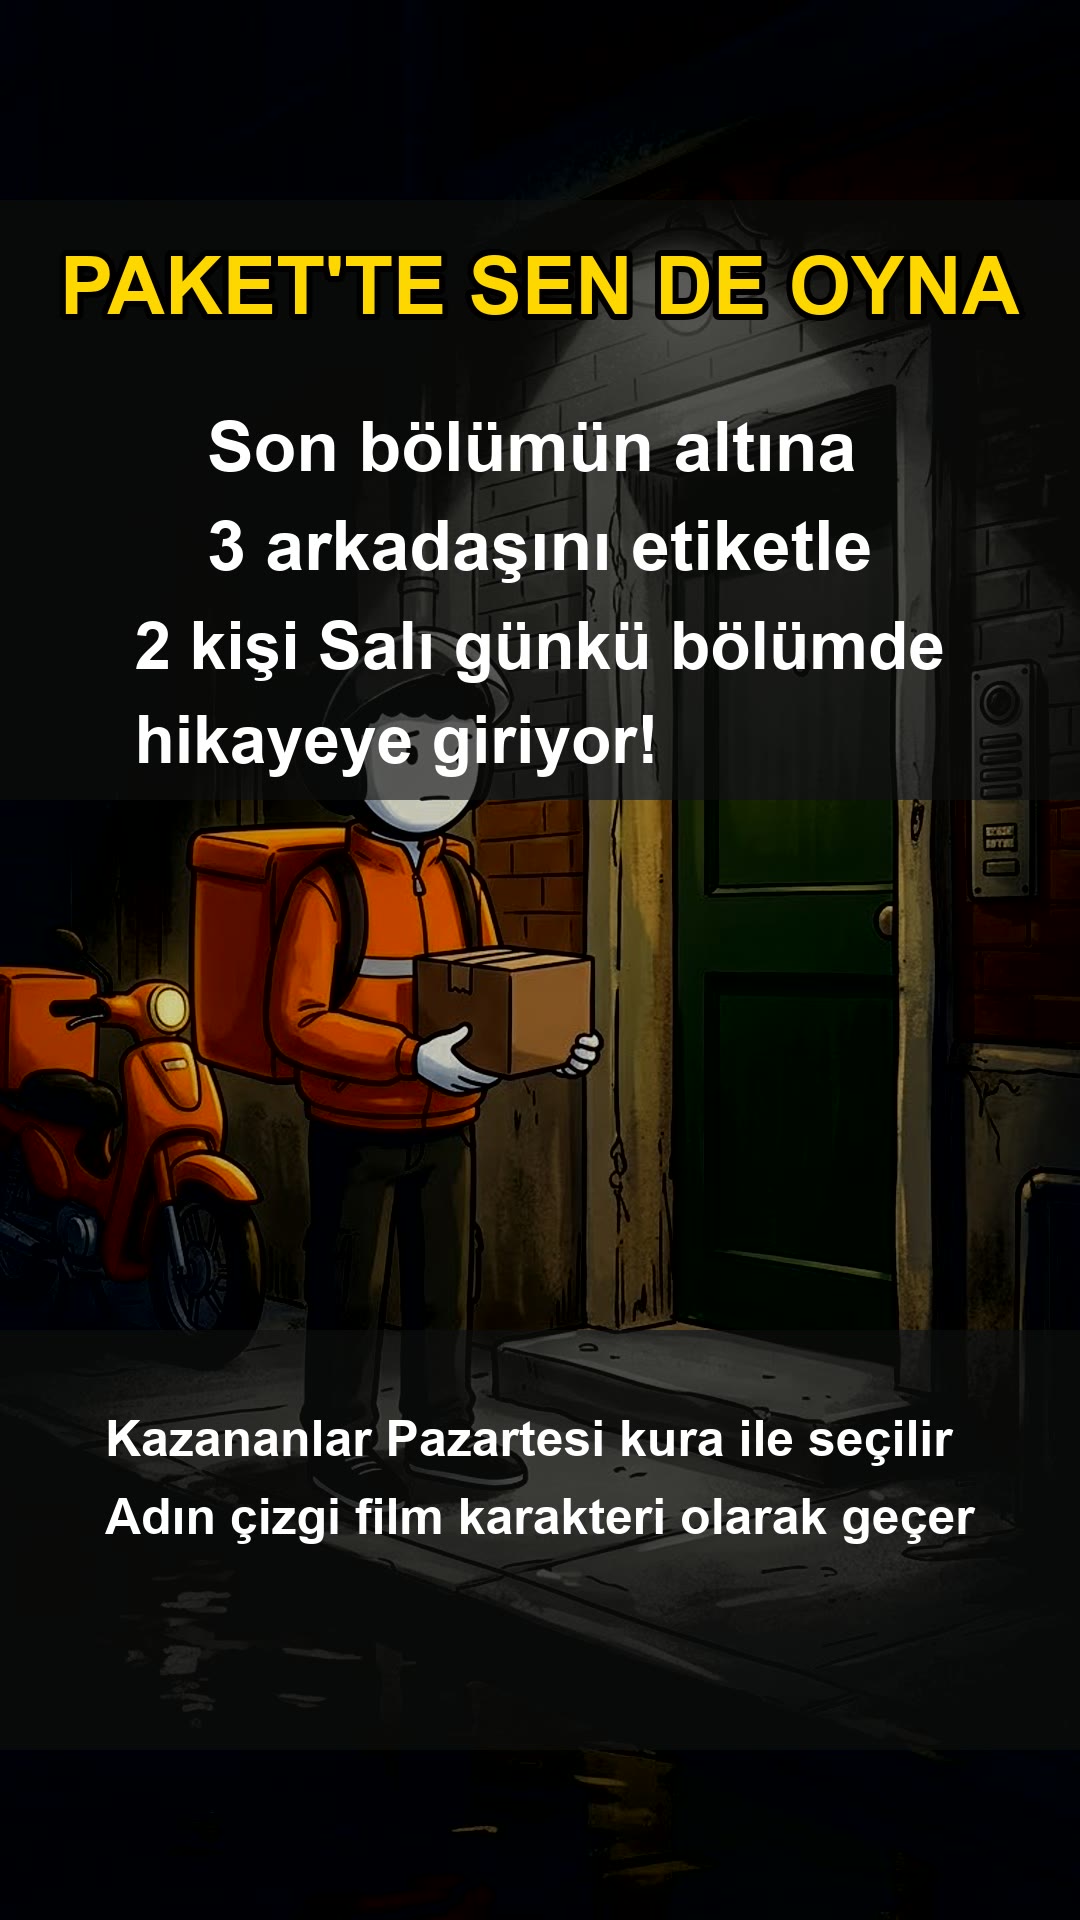 PAKET'TE SEN DE OYNA
Son bölümün altına
3 arkadaşını etiketle
2 kişi Salı günkü bölümde
hikayeye giriyor!
Kazananlar Pazartesi kura ile seçilir
Adın çizgi film karakteri olarak geçer